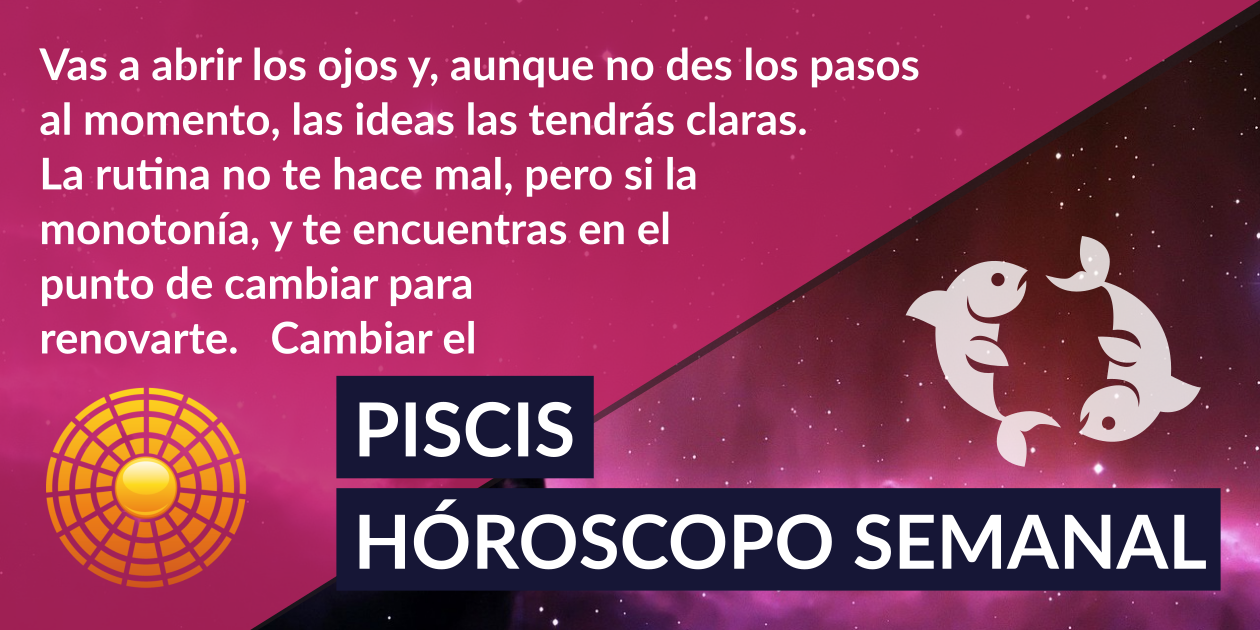 Vas a abrir los ojos y, aunque no des los pasos
al momento, las ideas las tendrás claras.
La rutina no te hace mal, pero si la
monotonía, y te encuentras en el
punto de cambiar para
renovarte.   Cambiar el
PISCIS
HÓROSCOPO SEMANAL